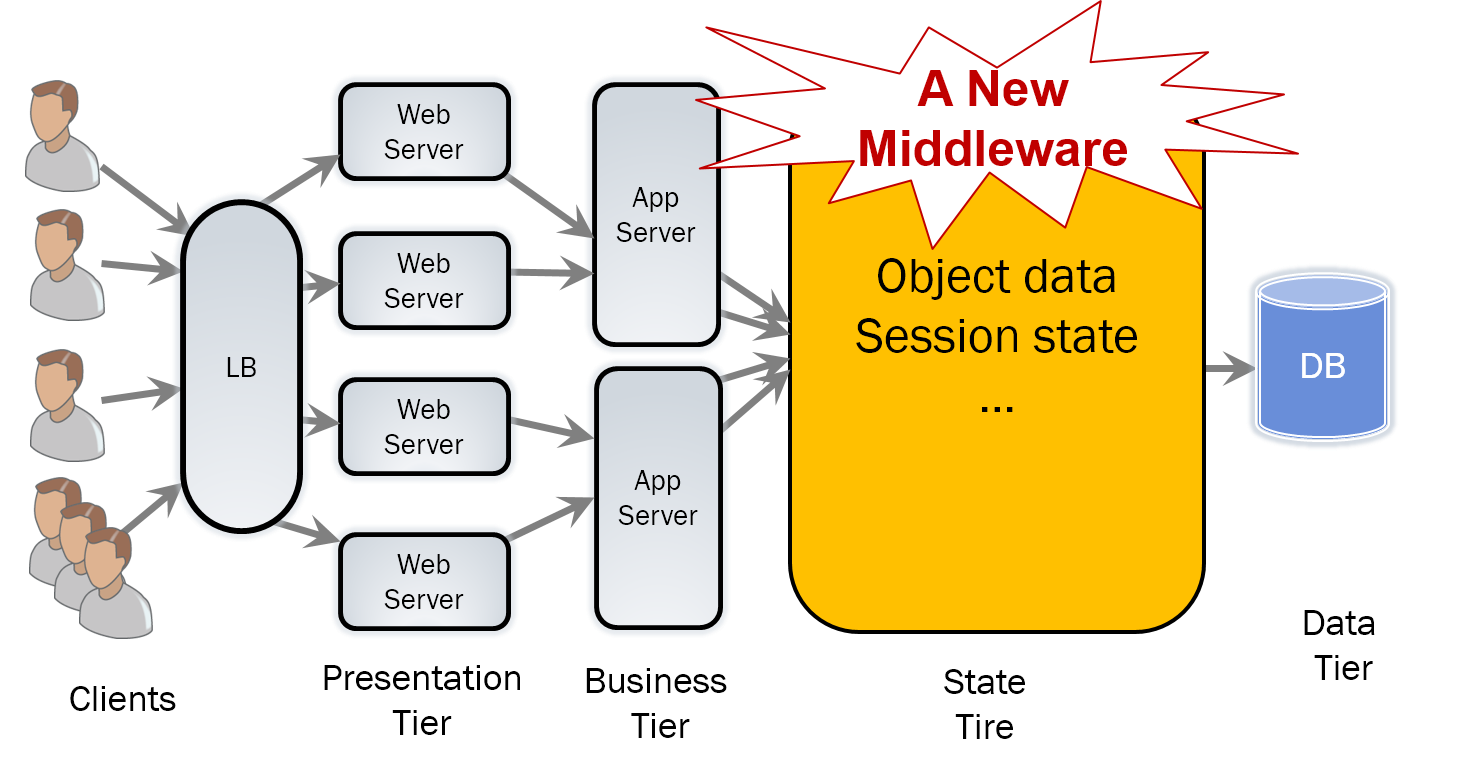 A New
Middleware
Web
Server
Web
Server
Web
Server
Web
Server
LB
App
Server
App
Server
Object data
Session state
...
DB
Clients
Presentation
Tier
Business
Tier
State
Tire
Data
Tier